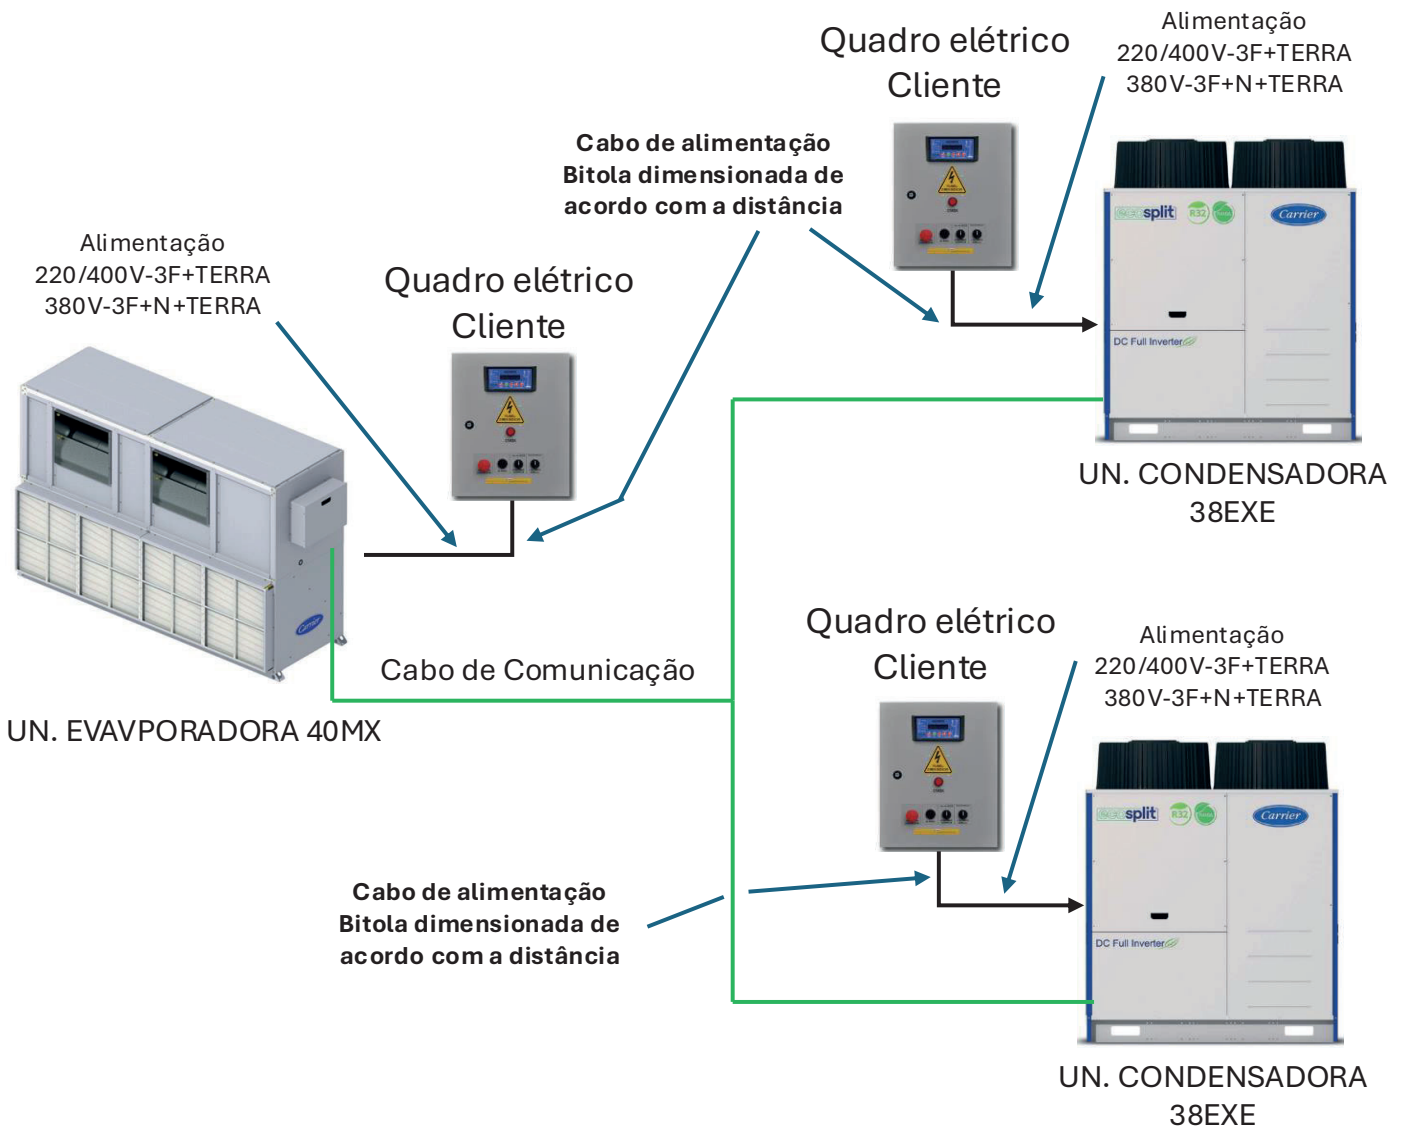 Quadro elétrico
Cliente
Alimentação
220/400V-3F+TERRA
380V-3F+N+TERRA
Cabo de alimentação
Bitola dimensionada de
acordo com a distância
split
R32
Carrier
DC Full Inverter
UN. CONDENSADORA
38EXE
Alimentação
220/400V-3F+TERRA
380V-3F+N+TERRA
Quadro elétrico
Cliente
Carrier
UN. EVAVPORADORA 40MX
Cabo de Comunicação
Quadro elétrico
Cliente
Alimentação
220/400V-3F+TERRA
380V-3F+N+TERRA
split
R32
Carrier
DC Full Inverter
Cabo de alimentação
Bitola dimensionada de
acordo com a distância
UN. CONDENSADORA
38EXE